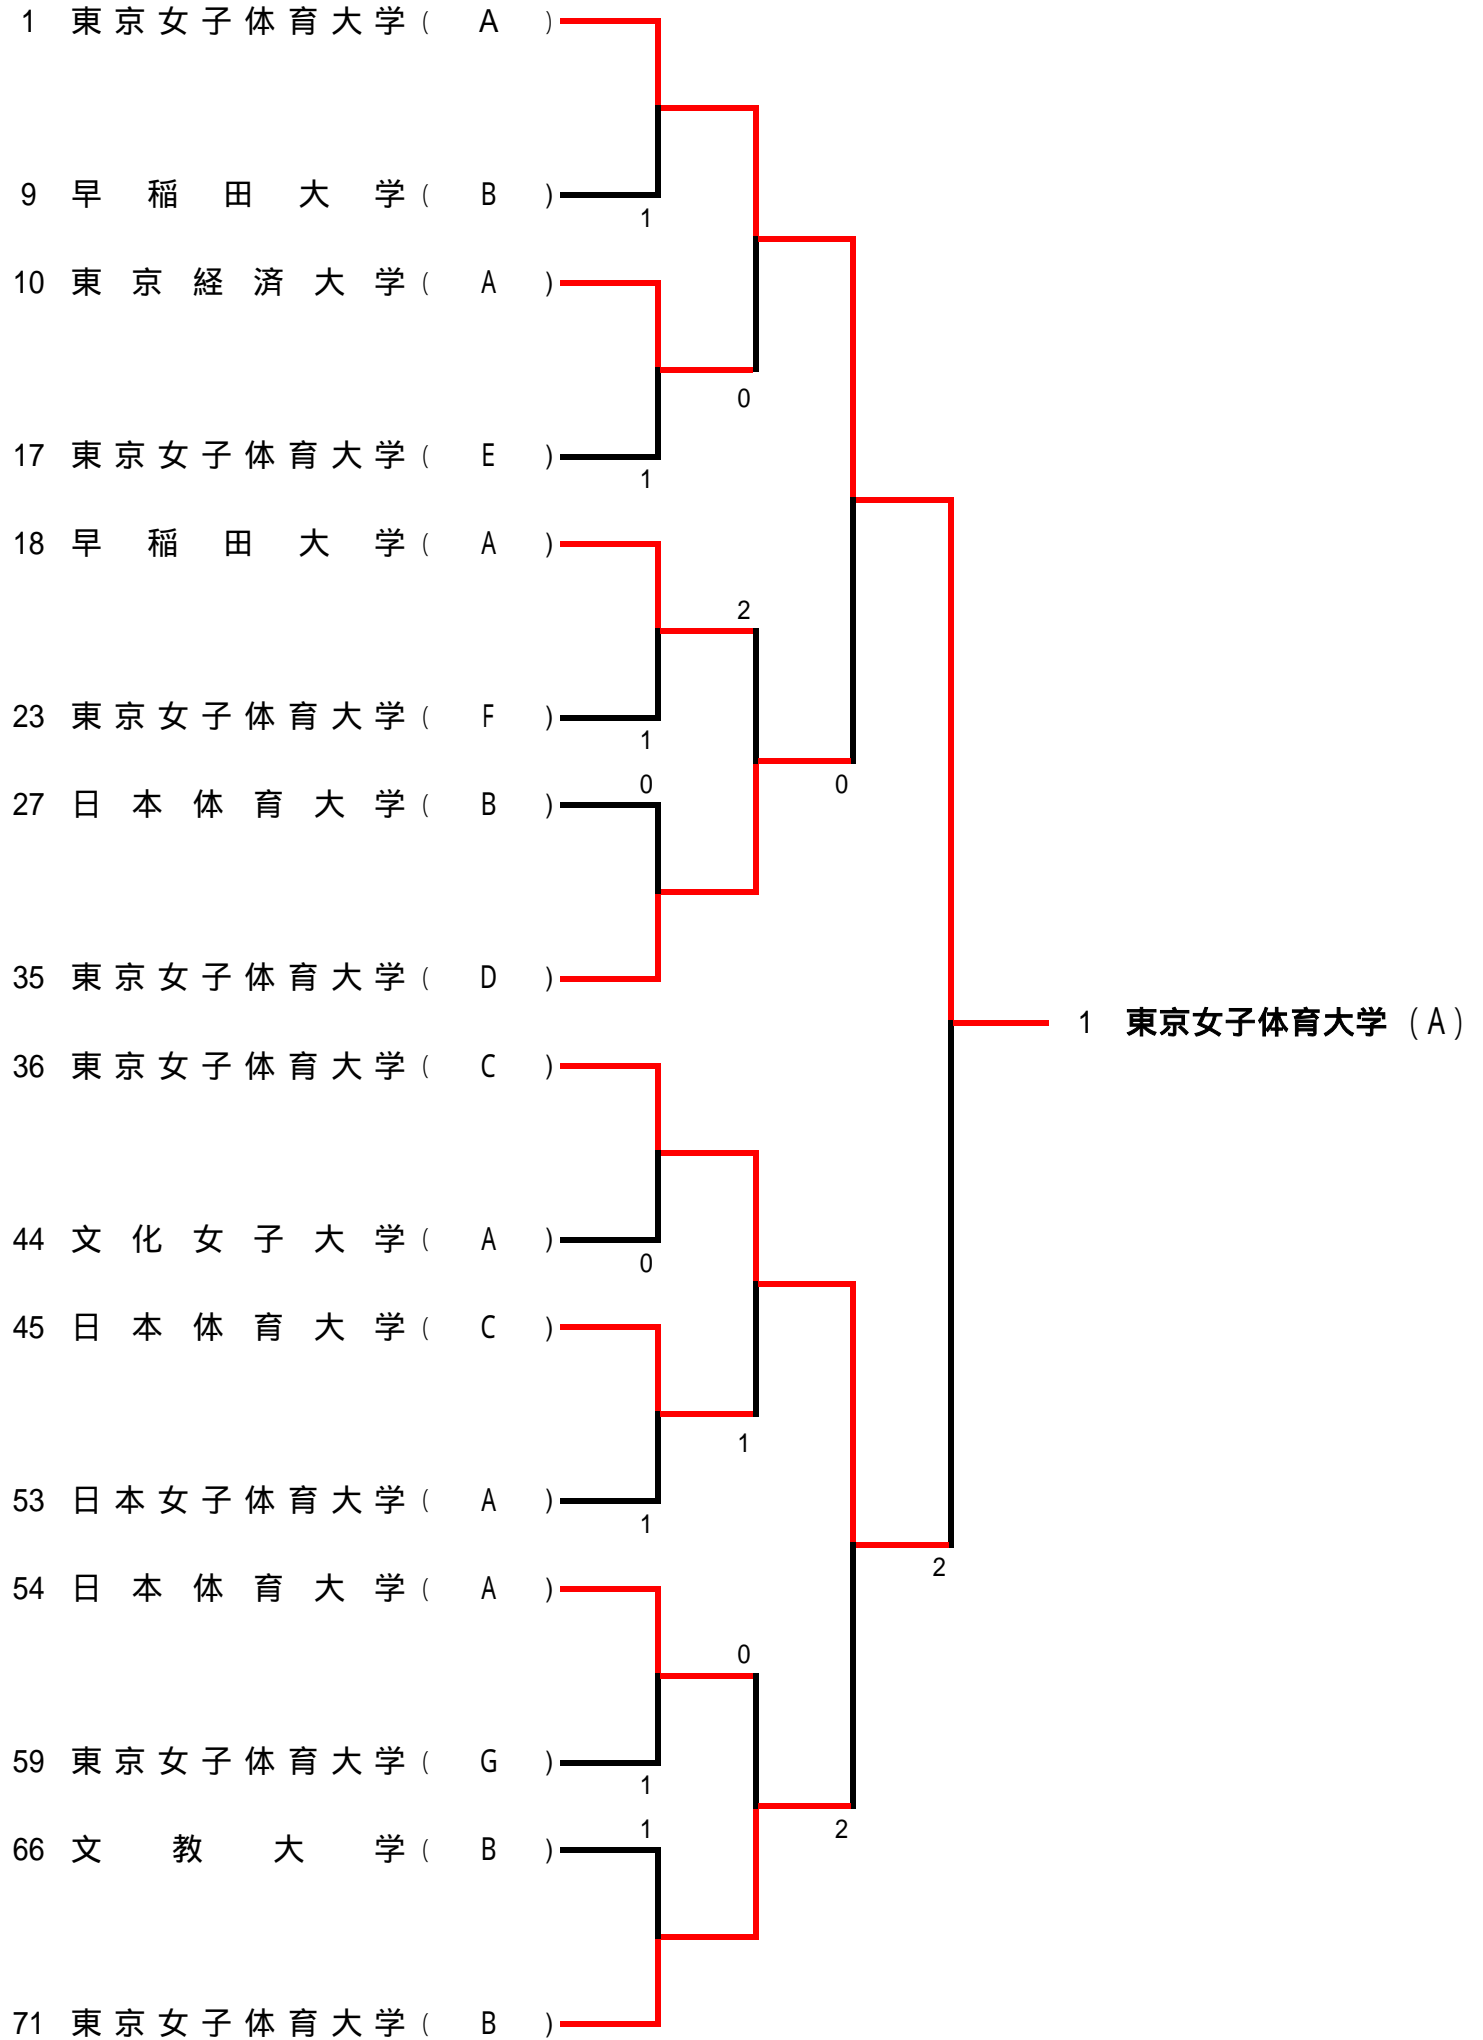 1 東京女子体育大学(A)
9 早稲田大学(B)
1
10 東京経済大学(A)
0
17 東京女子体育大学(E)
1
18 早稲田大学(A)
2
23 東京女子体育大学(F)
1
0
27 日本体育大学(B)
0
35 東京女子体育大学(D)
1 東京女子体育大学 (A)
36 東京女子体育大学(C)
44 文化女子大学(A)
0
45 日本体育大学(C)
1
53 日本女子体育大学(A)
1
2
54 日本体育大学(A)
0
59 東京女子体育大学(G)
1
1
2
66 文教大学(B)
71 東京女子体育大学(B)